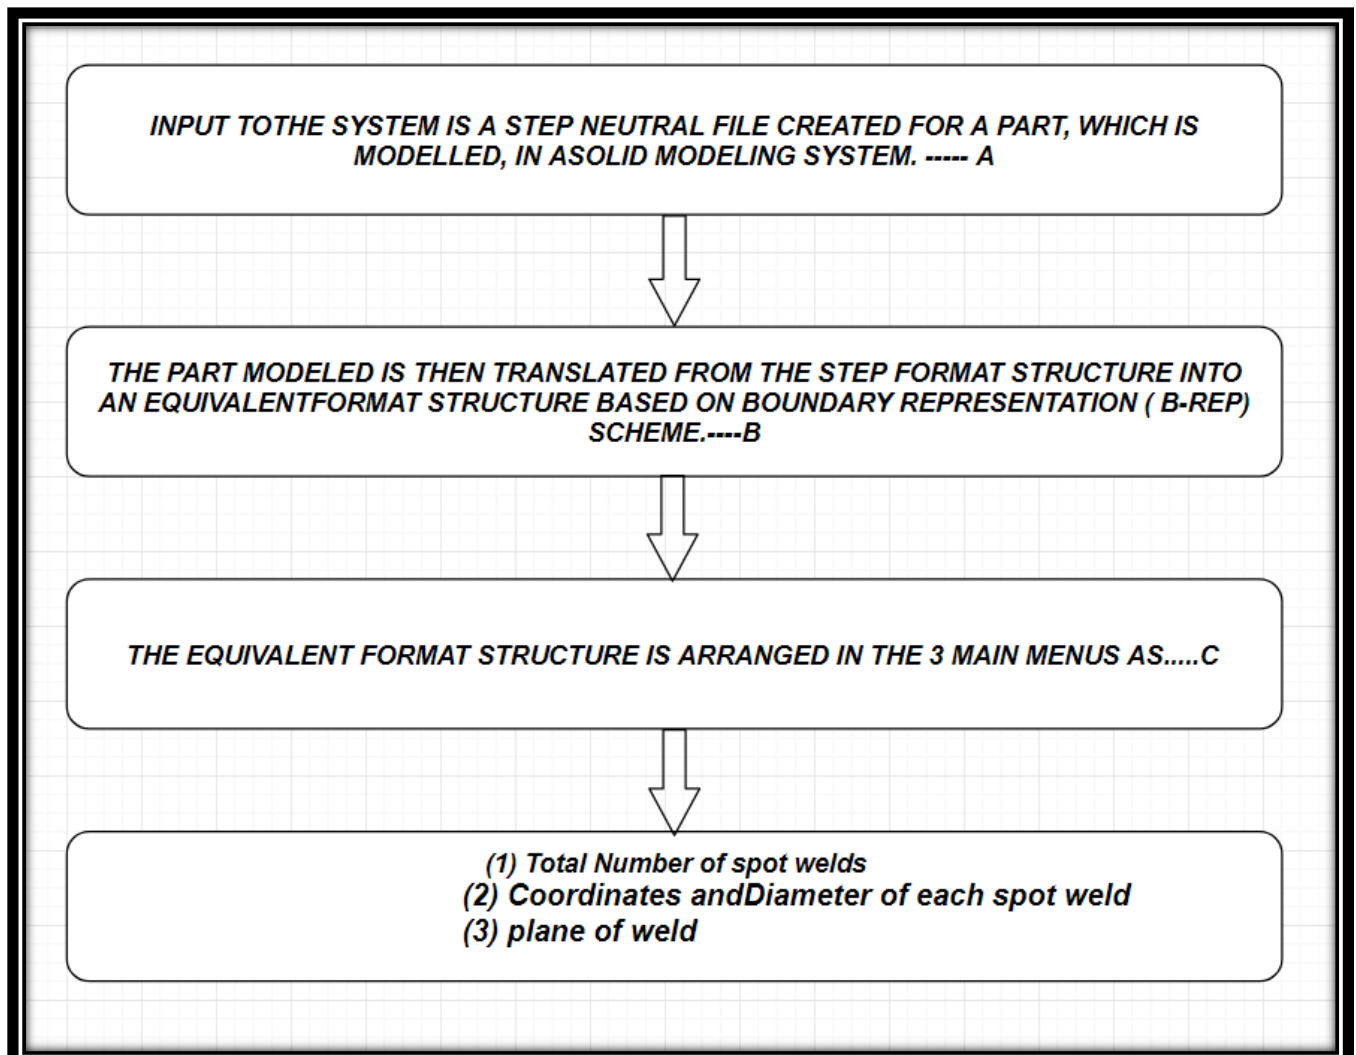 INPUT TOTHE SYSTEM IS A STEP NEUTRAL FILE CREATED FOR A PART, WHICH IS
MODELLED, IN ASOLID MODELING SYSTEM. ----- A
THE PART MODELED IS THEN TRANSLATED FROM THE STEP FORMAT STRUCTURE INTO
AN EQUIVALENTFORMAT STRUCTURE BASED ON BOUNDARY REPRESENTATION ( B-REP)
SCHEME.----B
THE EQUIVALENT FORMAT STRUCTURE IS ARRANGED IN THE 3 MAIN MENUS AS.....C
(1) Total Number of spot welds
(2) Coordinates andDiameter of each spot weld
(3) plane of weld